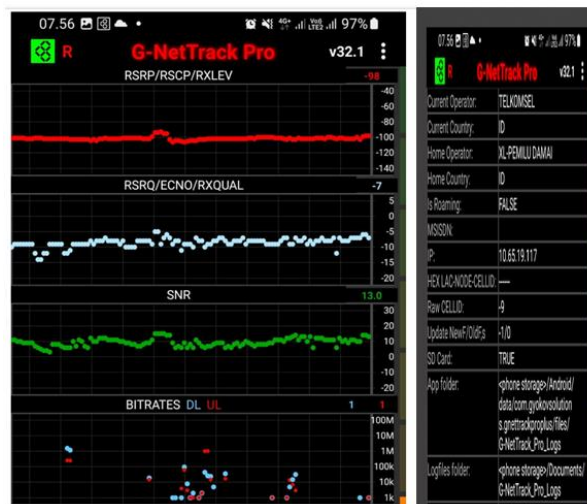 07.56 4G+ Vo) LTE2 97%
R G-NetTrack Pro v32.1
RSRP/RSCP/RXLEV -98
-40
-60
-80
-100
-120
-140
RSRQ/ECNO/RXQUAL -7
5
0
-5
-10
-15
-20
SNR 13.0
30
20
10
0
-10
-20
BITRATES DL UL 1 1
100M
10M
1M
100k
10k
1k
07.56 97%
R G-NetTrack Pro v32.1
Current Operator: TELKOMSEL
Current Country: ID
Home Operator: XL-PEMILU DAMAI
Home Country: ID
Is Roaming: FALSE
MSISDN:
IP: 10.65.19.117
HEX LAC-NODE-CELLID: ----
Raw CELLID: -9
Update NewF/OldF,s -1/0
SD Card: TRUE
App folder: <phone storage>/Android/
data/com.gyokovsolution
s.gnettrackproplus/files/
G-NetTrack_Pro_Logs
Logfiles folder: <phone storage>/Documents/
G-NetTrack_Pro_Logs